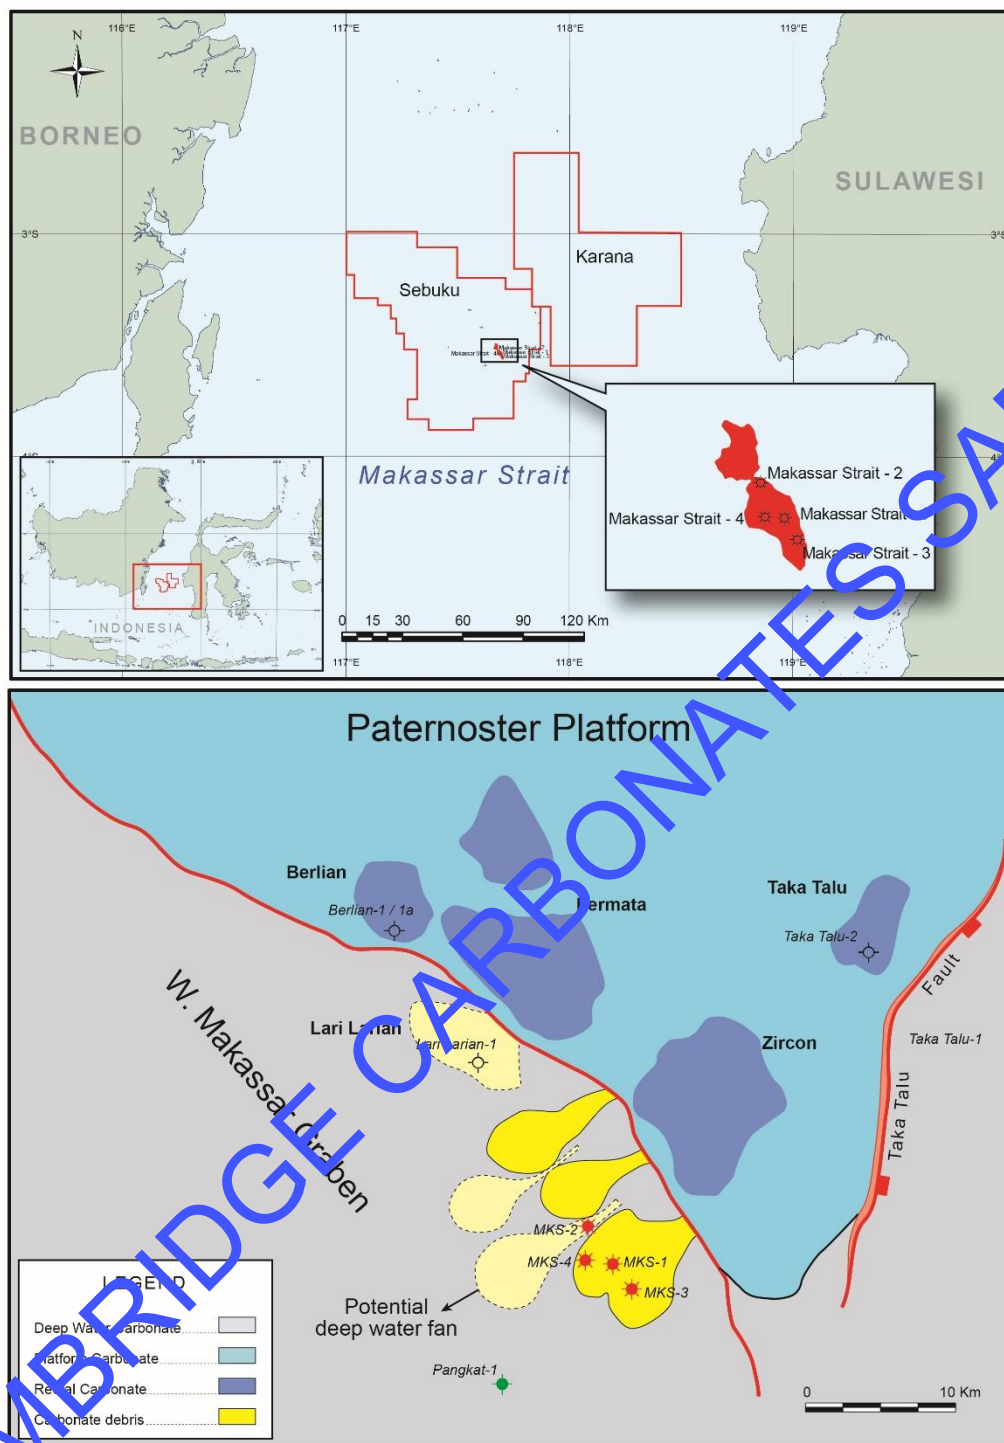 116°E
117°E
118°E
119°E
N
BORNEO
SULAWESI
3°S
3°S
Karana
Sebuku
Makassar Strait - 2
Makassar Strait - 4
Makassar Strait
Makassar Strait - 3
Makassar Strait
INDONESIA
0 15 30 60 90 120 Km
117°E
118°E
119°E
Paternoster Platform
Berlian
Berlian-1 / 1a
Permata
Taka Talu
Taka Talu-2
Fault
Taka Talu
Taka Talu-1
W. Makassar Graben
Lari Larian
Lari Larian-1
Zircon
MKS-2
MKS-4
MKS-1
MKS-3
Potential
deep water fan
Pangkat-1
LEGEND
Deep Water Carbonate
Platform Carbonate
Reefal Carbonate
Carbonate debris
0 10 Km
MBRIDGE CARBONATES SA